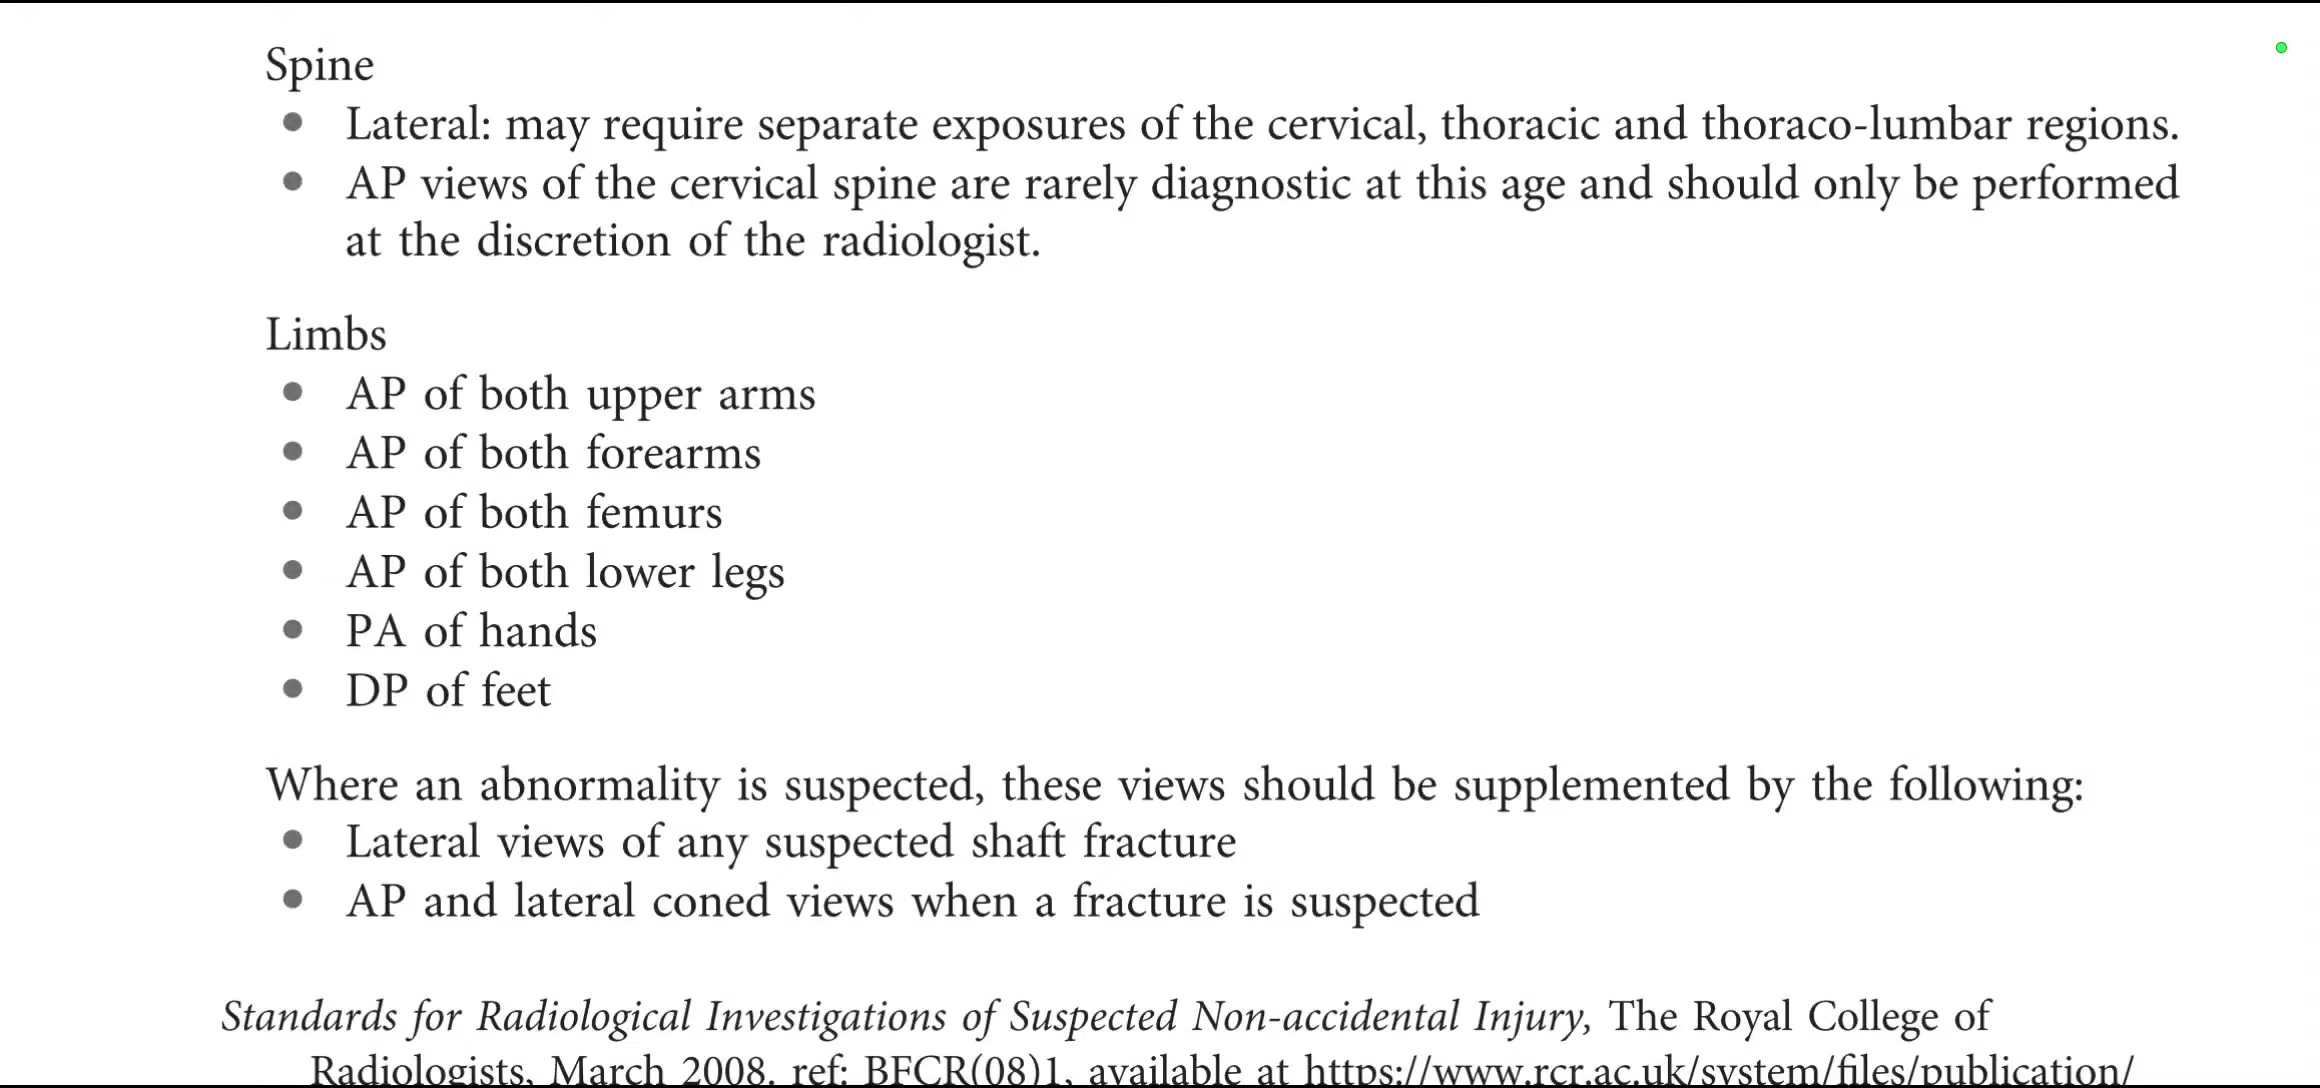 Spine
• Lateral: may require separate exposures of the cervical, thoracic and thoraco-lumbar regions.
• AP views of the cervical spine are rarely diagnostic at this age and should only be performed
at the discretion of the radiologist.
Limbs
• AP of both upper arms
• AP of both forearms
• AP of both femurs
• AP of both lower legs
• PA of hands
• DP of feet
Where an abnormality is suspected, these views should be supplemented by the following:
• Lateral views of any suspected shaft fracture
• AP and lateral coned views when a fracture is suspected
Standards for Radiological Investigations of Suspected Non-accidental Injury, The Royal College of
Radiologists, March 2008. ref: BFCR(08)1, available at https://www.rcr.ac.uk/system/files/publication/